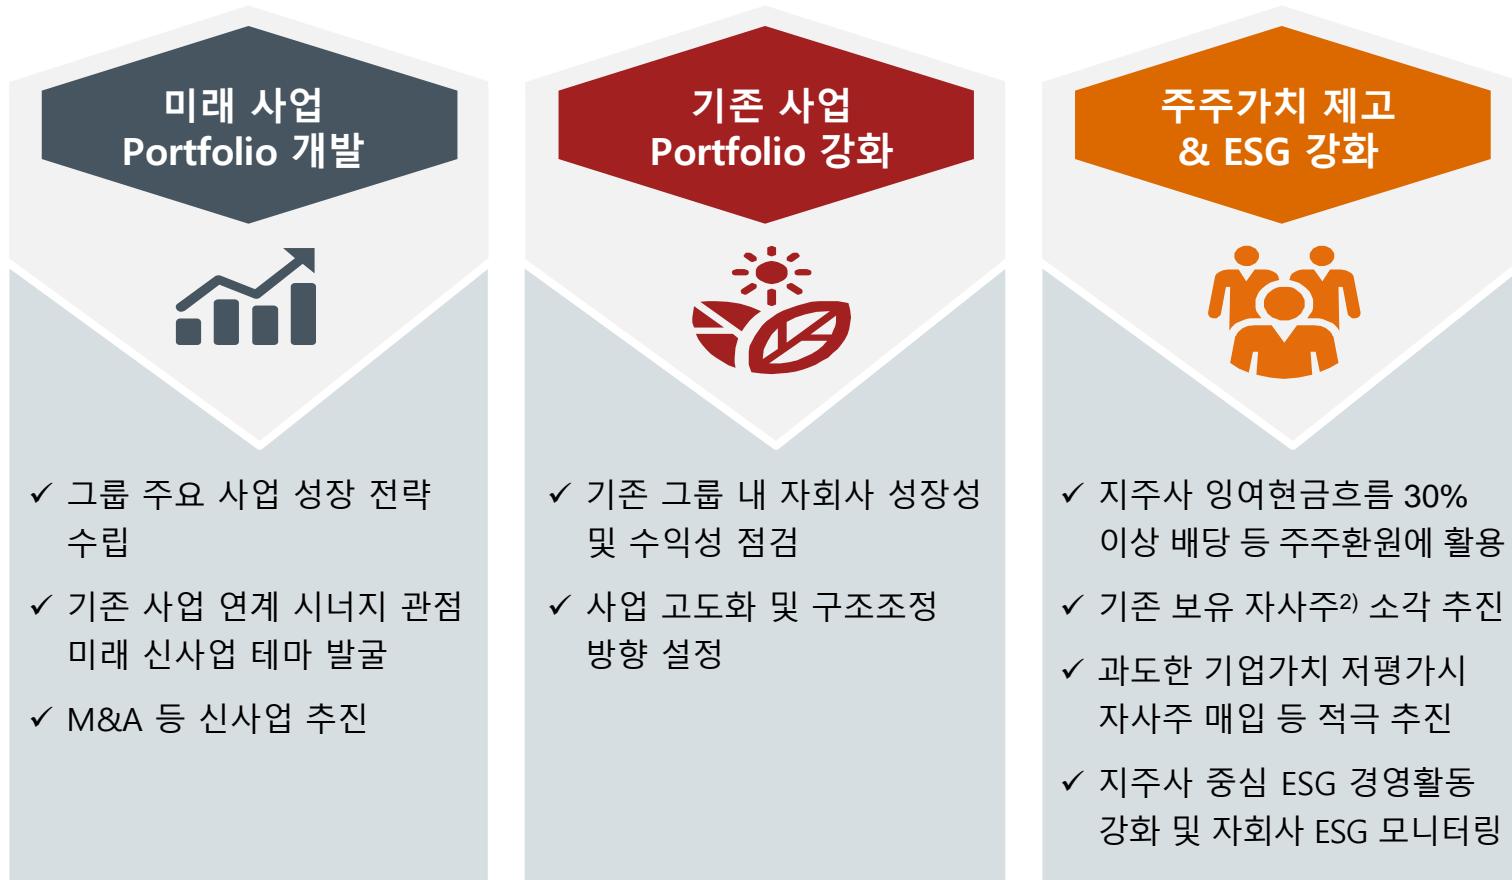 미래 사업
Portfolio 개발
그룹 주요 사업 성장 전략
수립
기존 사업 연계 시너지 관점
미래 신사업 테마 발굴
M&A 등 신사업 추진
기존 사업
Portfolio 강화
기존 그룹 내 자회사 성장성
및 수익성 점검
사업 고도화 및 구조조정
방향 설정
주주가치 제고
& ESG 강화
지주사 잉여현금흐름 30%
이상 배당 등 주주환원에 활용
기존 보유 자사주2) 소각 추진
과도한 기업가치 저평가시
자사주 매입 등 적극 추진
지주사 중심 ESG 경영활동
강화 및 자회사 ESG 모니터링